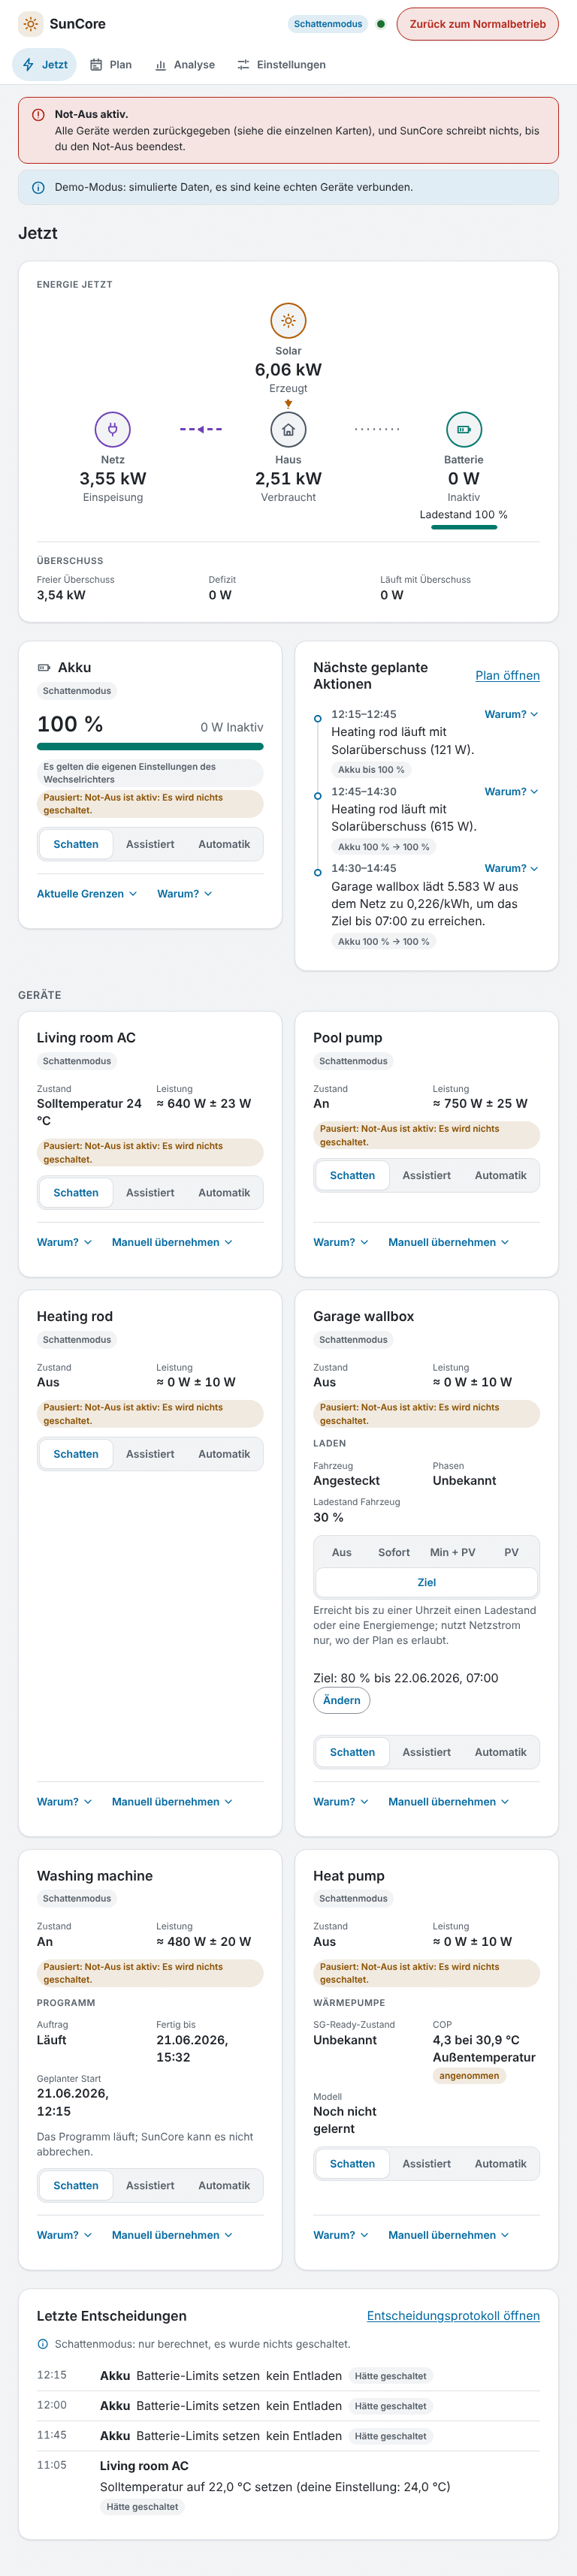 SunCore
Schattenmodus
Zurück zum Normalbetrieb
Jetzt
Plan
Analyse
Einstellungen
Not-Aus aktiv.
Alle Geräte werden zurückgegeben (siehe die einzelnen Karten), und SunCore schreibt nichts, bis
du den Not-Aus beendest.
Demo-Modus: simulierte Daten, es sind keine echten Geräte verbunden.
Jetzt
ENERGIE JETZT
Solar
6,06 kW
Erzeugt
Netz
3,55 kW
Einspeisung
Haus
2,51 kW
Verbraucht
Batterie
0 W
Inaktiv
Ladestand 100 %
ÜBERSCHUSS
Freier Überschuss
3,54 kW
Defizit
0 W
Läuft mit Überschuss
0 W
Akku
Schattenmodus
100 %
0 W Inaktiv
Es gelten die eigenen Einstellungen des
Wechselrichters
Pausiert: Not-Aus ist aktiv: Es wird nichts
geschaltet.
Schatten
Assistiert
Automatik
Aktuelle Grenzen
Warum?
Nächste geplante
Aktionen
Plan öffnen
12:15–12:45
Warum?
Heating rod läuft mit
Solarüberschuss (121 W).
Akku bis 100 %
12:45–14:30
Warum?
Heating rod läuft mit
Solarüberschuss (615 W).
Akku 100 % → 100 %
14:30–14:45
Warum?
Garage wallbox lädt 5.583 W aus
dem Netz zu 0,226/kWh, um das
Ziel bis 07:00 zu erreichen.
Akku 100 % → 100 %
GERÄTE
Living room AC
Schattenmodus
Zustand
Solltemperatur 24
°C
Leistung
≈ 640 W ± 23 W
Pausiert: Not-Aus ist aktiv: Es wird nichts
geschaltet.
Schatten
Assistiert
Automatik
Warum?
Manuell übernehmen
Pool pump
Schattenmodus
Zustand
An
Leistung
≈ 750 W ± 25 W
Pausiert: Not-Aus ist aktiv: Es wird nichts
geschaltet.
Schatten
Assistiert
Automatik
Warum?
Manuell übernehmen
Heating rod
Schattenmodus
Zustand
Aus
Leistung
≈ 0 W ± 10 W
Pausiert: Not-Aus ist aktiv: Es wird nichts
geschaltet.
Schatten
Assistiert
Automatik
Warum?
Manuell übernehmen
Garage wallbox
Schattenmodus
Zustand
Aus
Leistung
≈ 0 W ± 10 W
Pausiert: Not-Aus ist aktiv: Es wird nichts
geschaltet.
LADEN
Fahrzeug
Angesteckt
Phasen
Unbekannt
Ladestand Fahrzeug
30 %
Aus
Sofort
Min + PV
PV
Ziel
Erreicht bis zu einer Uhrzeit einen Ladestand
oder eine Energiemenge; nutzt Netzstrom
nur, wo der Plan es erlaubt.
Ziel: 80 % bis 22.06.2026, 07:00
Ändern
Schatten
Assistiert
Automatik
Warum?
Manuell übernehmen
Washing machine
Schattenmodus
Zustand
An
Leistung
≈ 480 W ± 20 W
Pausiert: Not-Aus ist aktiv: Es wird nichts
geschaltet.
PROGRAMM
Auftrag
Läuft
Fertig bis
21.06.2026,
15:32
Geplanter Start
21.06.2026,
12:15
Das Programm läuft; SunCore kann es nicht
abbrechen.
Schatten
Assistiert
Automatik
Warum?
Manuell übernehmen
Heat pump
Schattenmodus
Zustand
Aus
Leistung
≈ 0 W ± 10 W
Pausiert: Not-Aus ist aktiv: Es wird nichts
geschaltet.
WÄRMEPUMPE
SG-Ready-Zustand
Unbekannt
COP
4,3 bei 30,9 °C
Außentemperatur
angenommen
Modell
Noch nicht
gelernt
Schatten
Assistiert
Automatik
Warum?
Manuell übernehmen
Letzte Entscheidungen
Entscheidungsprotokoll öffnen
Schattenmodus: nur berechnet, es wurde nichts geschaltet.
12:15 Akku Batterie-Limits setzen kein Entladen Hätte geschaltet
12:00 Akku Batterie-Limits setzen kein Entladen Hätte geschaltet
11:45 Akku Batterie-Limits setzen kein Entladen Hätte geschaltet
11:05 Living room AC
Solltemperatur auf 22,0 °C setzen (deine Einstellung: 24,0 °C)
Hätte geschaltet